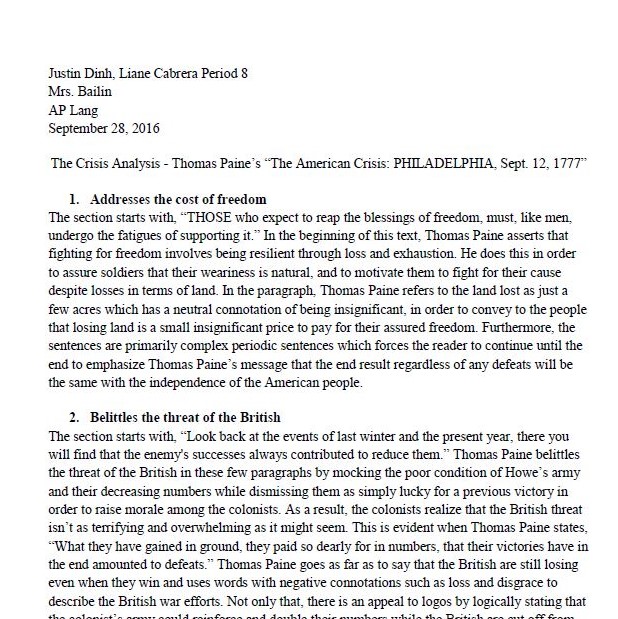 Justin Dinh, Liane Cabrera Period 8
Mrs. Bailin
AP Lang
September 28, 2016
The Crisis Analysis - Thomas Paine’s “The American Crisis: PHILADELPHIA, Sept. 12, 1777”
1. Addresses the cost of freedom
The section starts with, “THOSE who expect to reap the blessings of freedom, must, like men,
undergo the fatigues of supporting it.” In the beginning of this text, Thomas Paine asserts that
fighting for freedom involves being resilient through loss and exhaustion. He does this in order
to assure soldiers that their weariness is natural, and to motivate them to fight for their cause
despite losses in terms of land. In the paragraph, Thomas Paine refers to the land lost as just a
few acres which has a neutral connotation of being insignificant, in order to convey to the people
that losing land is a small insignificant price to pay for their assured freedom. Furthermore, the
sentences are primarily complex periodic sentences which forces the reader to continue until the
end to emphasize Thomas Paine’s message that the end result regardless of any defeats will be
the same with the independence of the American people.
2. Belittles the threat of the British
The section starts with, “Look back at the events of last winter and the present year, there you
will find that the enemy's successes always contributed to reduce them.” Thomas Paine belittles
the threat of the British in these few paragraphs by mocking the poor condition of Howe’s army
and their decreasing numbers while dismissing them as simply lucky for a previous victory in
order to raise morale among the colonists. As a result, the colonists realize that the British threat
isn’t as terrifying and overwhelming as it might seem. This is evident when Thomas Paine states,
“What they have gained in ground, they paid so dearly for in numbers, that their victories have in
the end amounted to defeats.” Thomas Paine goes as far as to say that the British are still losing
even when they win and uses words with negative connotations such as loss and disgrace to
describe the British war efforts. Not only that, there is an appeal to logos by logically stating that
the colonist’s army could reinforce and double their numbers while the British are cut off from